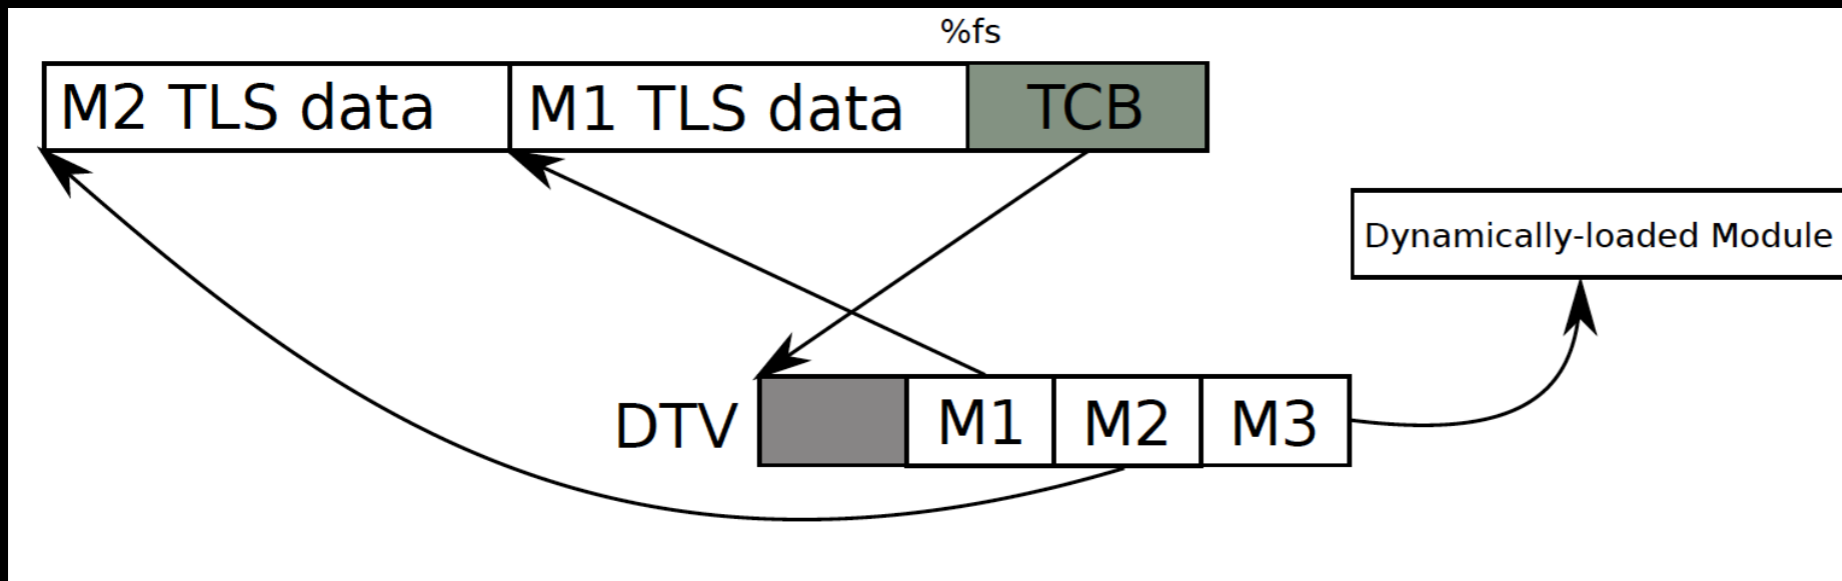 %fs
M2 TLS data
M1 TLS data
TCB
Dynamically-loaded Module
DTV
M1
M2
M3